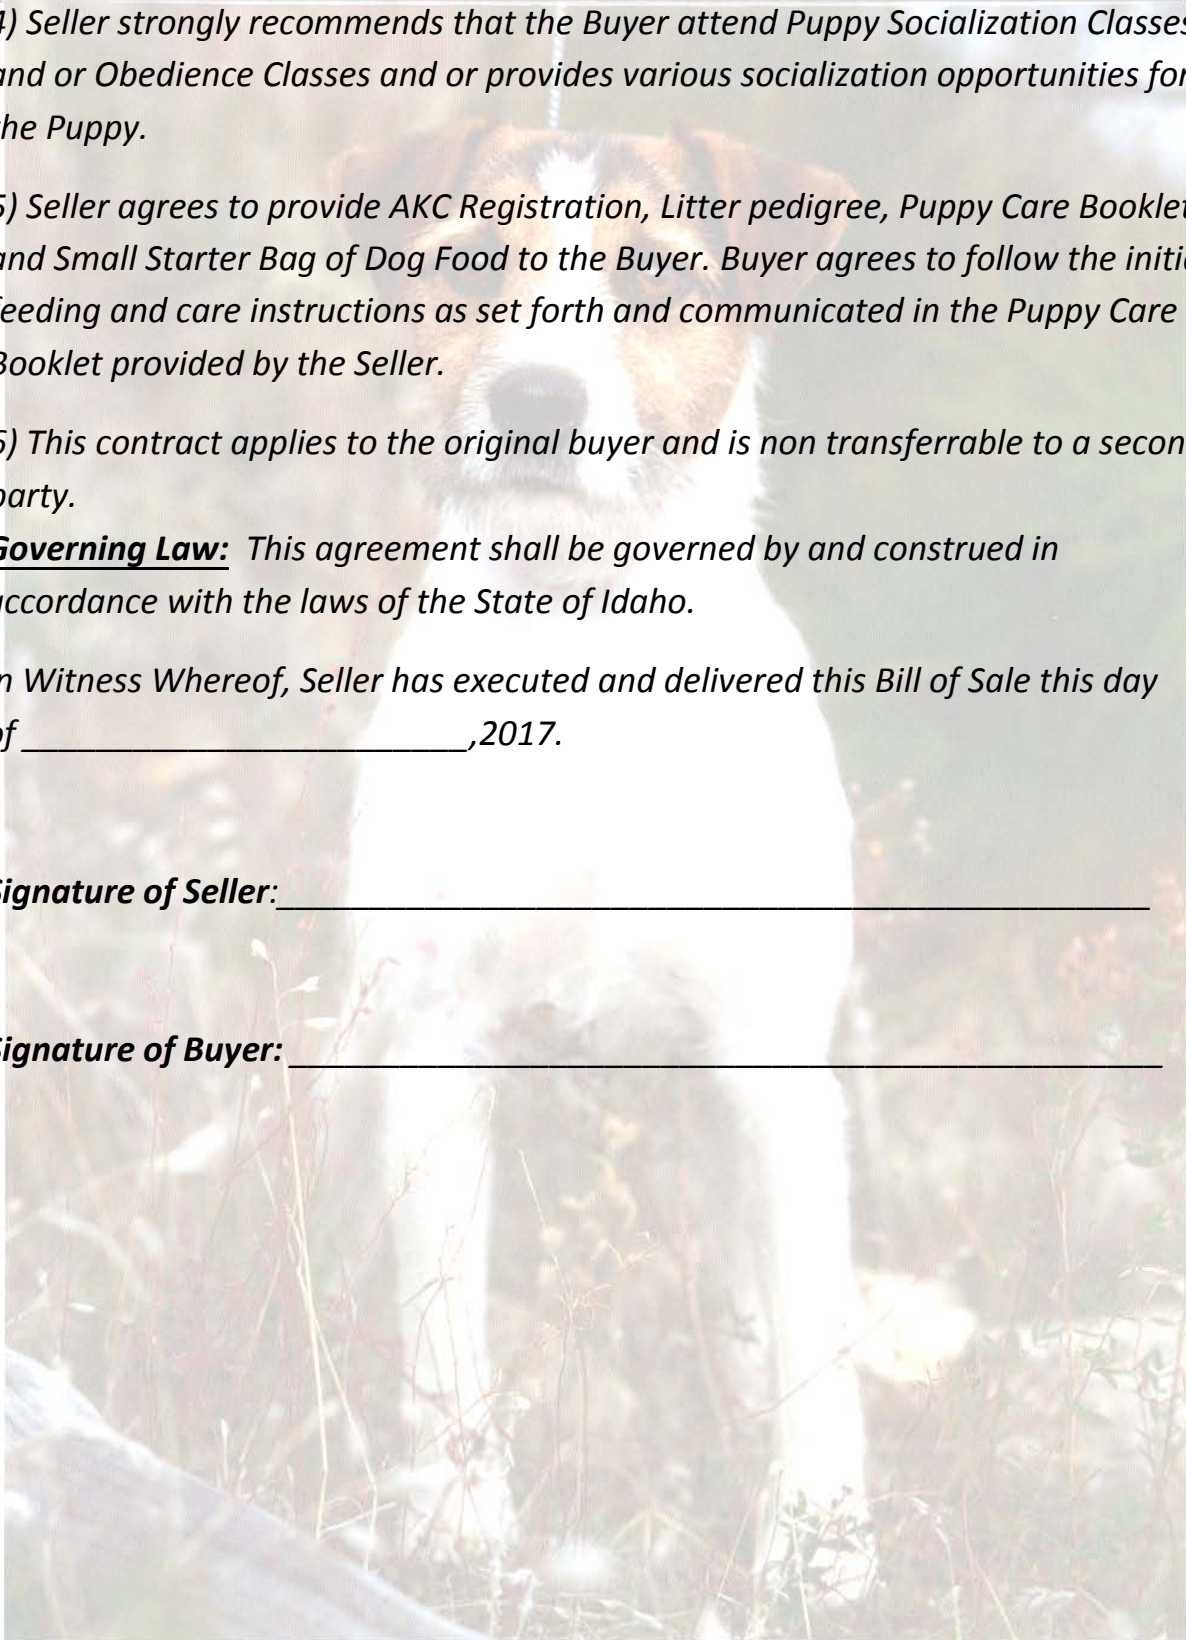 4) Seller strongly recommends that the Buyer attend Puppy Socialization Classes
and or Obedience Classes and or provides various socialization opportunities for
the Puppy.
5) Seller agrees to provide AKC Registration, Litter pedigree, Puppy Care Booklet
and Small Starter Bag of Dog Food to the Buyer. Buyer agrees to follow the initi
feeding and care instructions as set forth and communicated in the Puppy Care
Booklet provided by the Seller.
6) This contract applies to the original buyer and is non transferrable to a secon
party.
Governing Law: This agreement shall be governed by and construed in
accordance with the laws of the State of Idaho.
In Witness Whereof, Seller has executed and delivered this Bill of Sale this day
of ________________________,2017.
Signature of Seller:_______________________________________________
Signature of Buyer: _______________________________________________